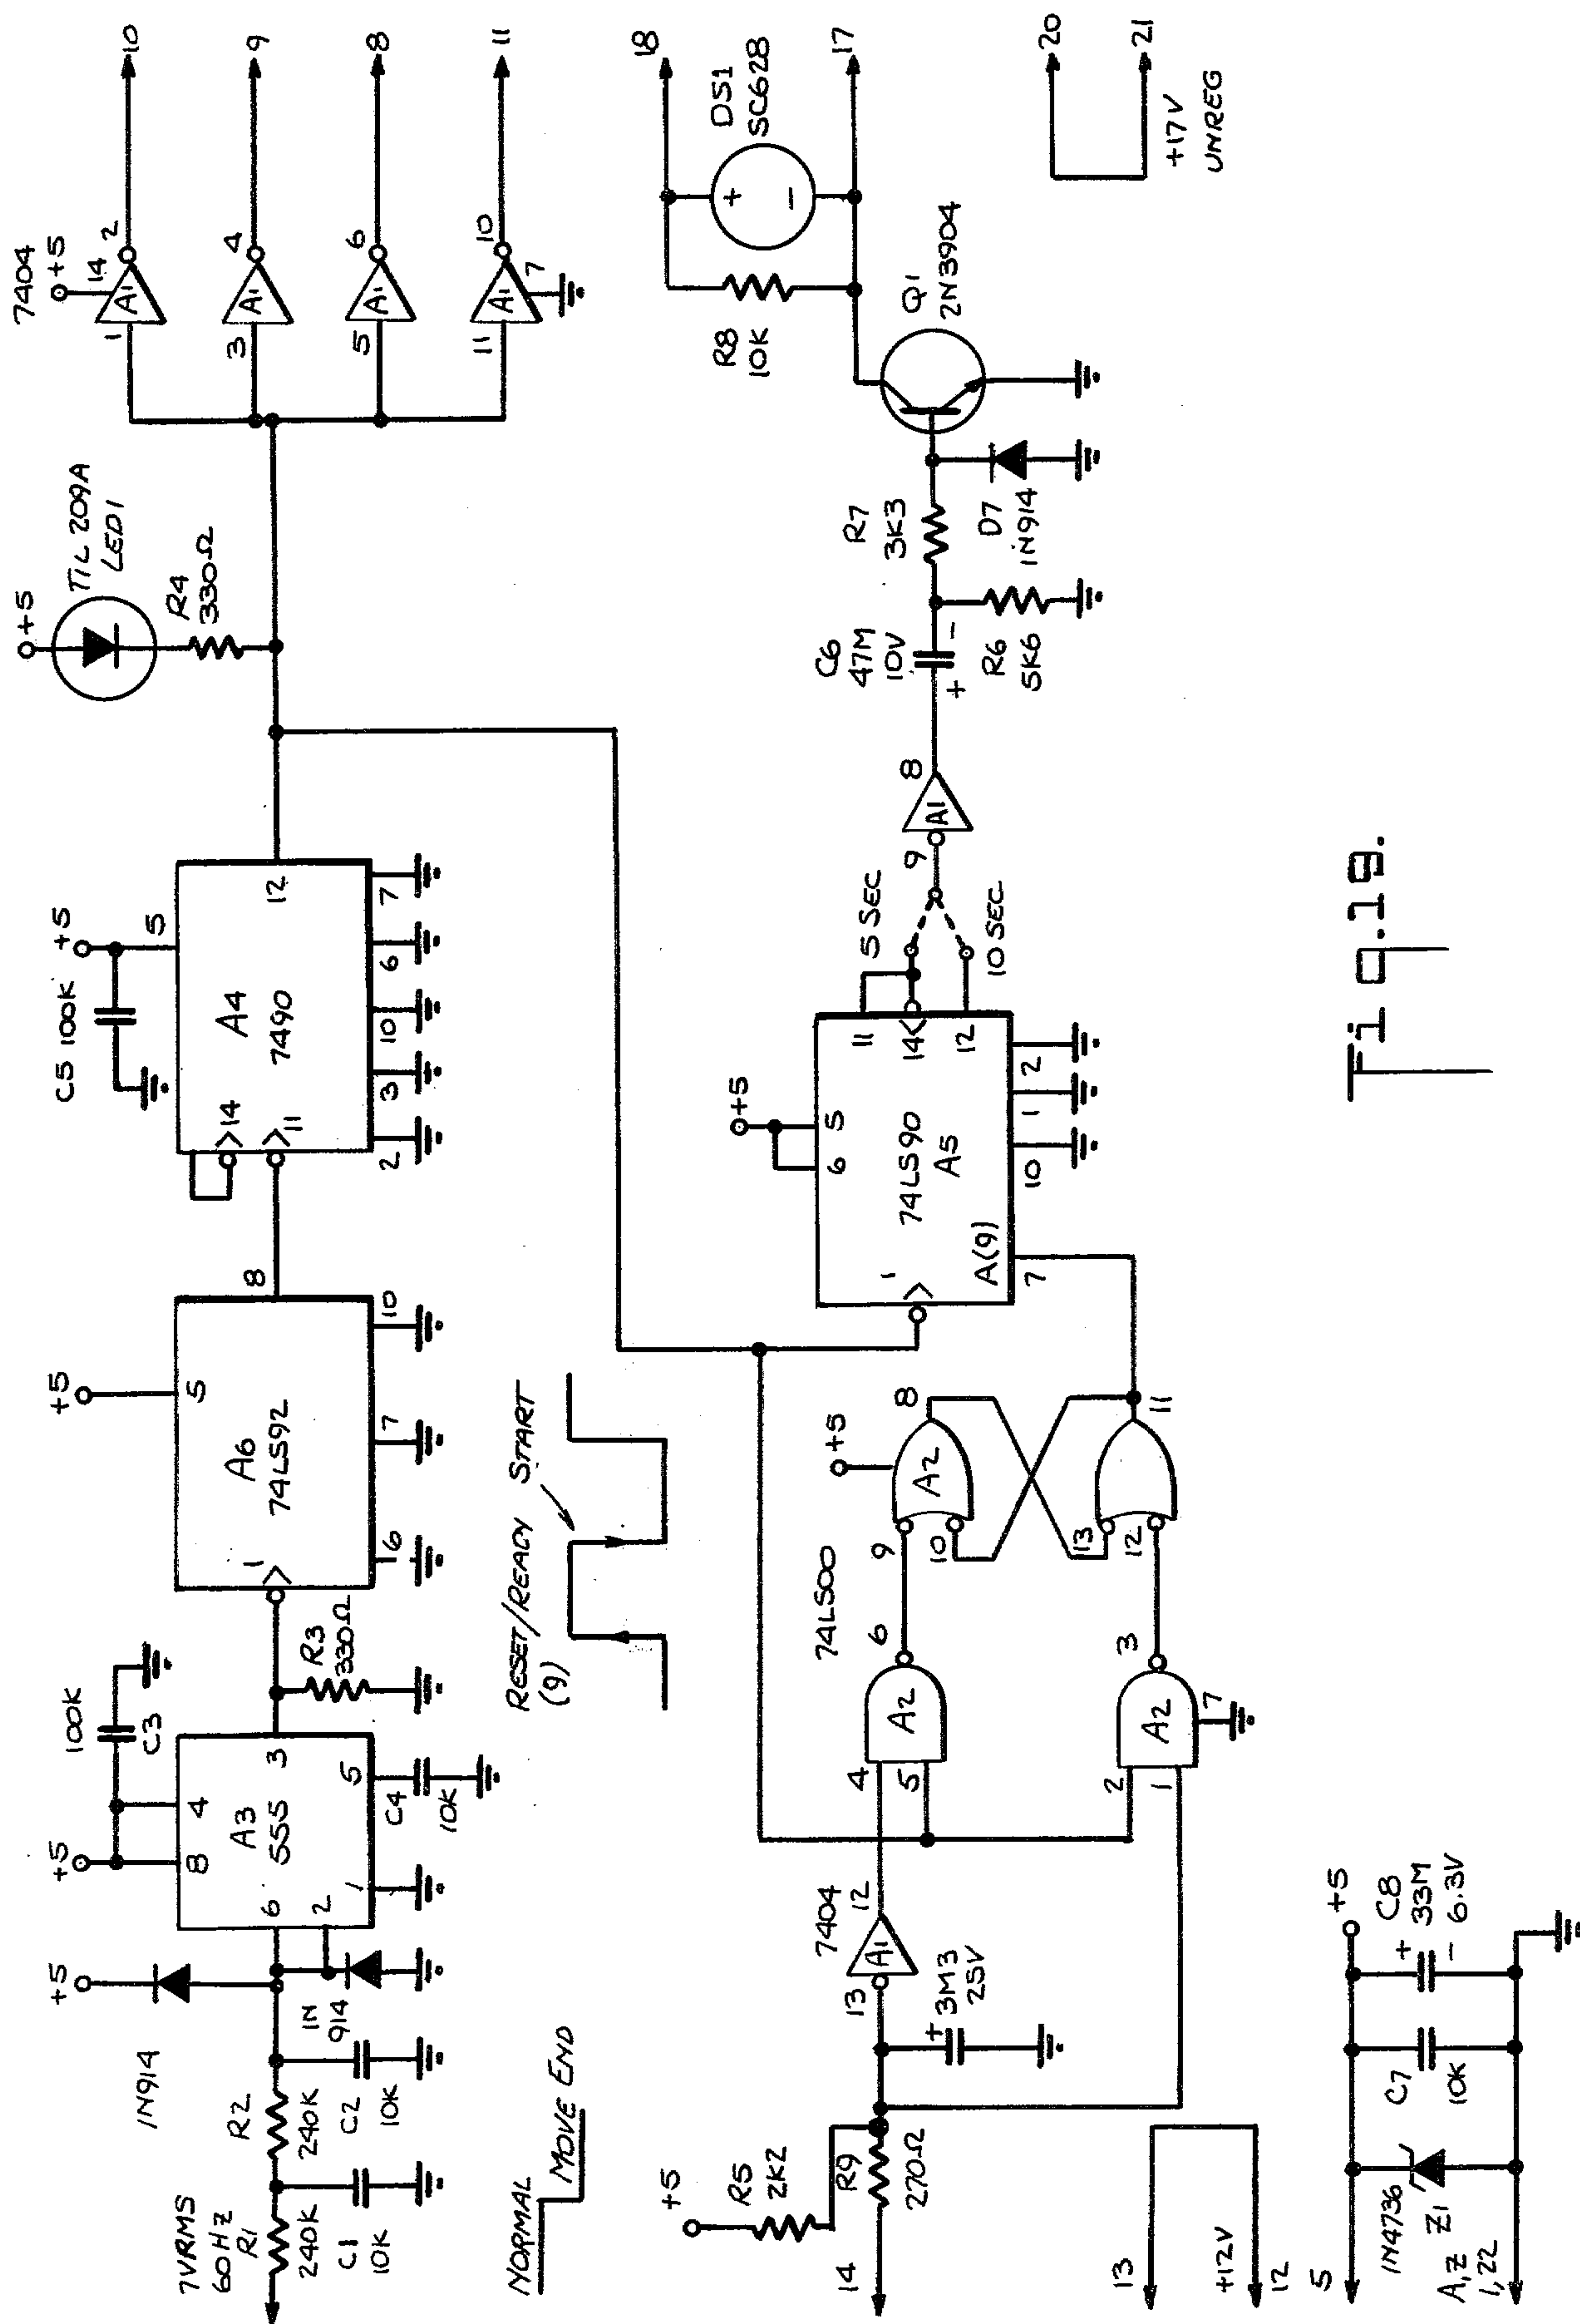 7VRMS
60HZ
R1
240K
C1
10K
R2
240K
C2
10K
1N914
+5
1N
914
+5
8
4
6
2
A3
555
3
5
1
100K
C3
C4
10K
R3
330Ω
+5
5
1
A6
74LS92
6
7
10
8
C5 100K
+5
5
14
11
A4
7490
12
2
3
10
6
7
+5
TIL 209A
LED1
R4
330Ω
7404
+5
14
1
A1
2
10
3
A1
4
9
5
A1
6
8
11
A1
10
7
11
NORMAL
MOVE END
RESET/READY
(9)
START
+5
R5
2K2
R9
270Ω
14
13
7404
A1
12
+
3M3
25V
4
5
A2
6
2
1
A2
3
7
74LS00
+5
9
10
A2
8
13
12
11
+5
6
5
1
74LS90
A5
A(9)
7
10
1
2
11
14
12
5 SEC
10 SEC
9
A1
8
C6
47M
10V
+
-
R6
5K6
R7
3K3
D7
1N914
Q1
2N3904
R8
10K
+
-
DS1
SC628
18
17
20
21
+17V
UNREG
13
+12V
12
5
1N4736
Z1
A,Z
1,22
C7
10K
+5
+
-
C8
33M
6.3V
Fig.19.